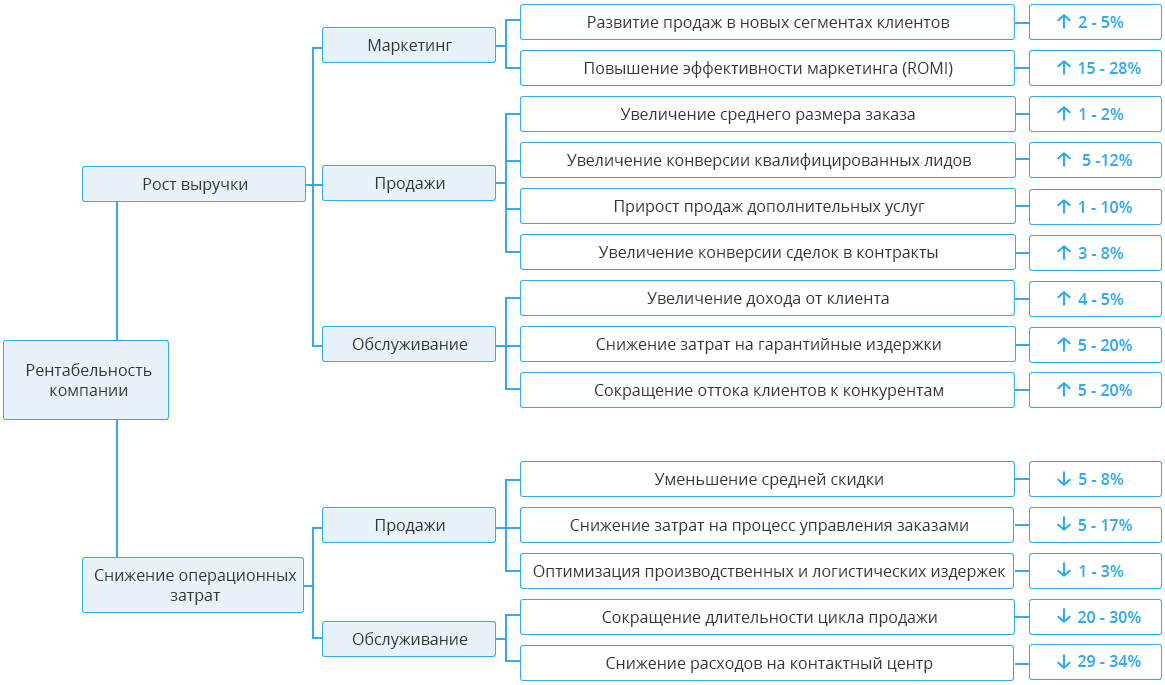 Маркетинг
Развитие продаж в новых сегментах клиентов
↑ 2 - 5%
Повышение эффективности маркетинга (ROMI)
↑ 15 - 28%
Рост выручки
Продажи
Увеличение среднего размера заказа
↑ 1 - 2%
Увеличение конверсии квалифицированных лидов
↑ 5 -12%
Прирост продаж дополнительных услуг
↑ 1 - 10%
Увеличение конверсии сделок в контракты
↑ 3 - 8%
Обслуживание
Увеличение дохода от клиента
↑ 4 - 5%
Снижение затрат на гарантийные издержки
↑ 5 - 20%
Сокращение оттока клиентов к конкурентам
↑ 5 - 20%
Рентабельность
компании
Снижение операционных
затрат
Продажи
Уменьшение средней скидки
↓ 5 - 8%
Снижение затрат на процесс управления заказами
↓ 5 - 17%
Оптимизация производственных и логистических издержек
↓ 1 - 3%
Обслуживание
Сокращение длительности цикла продажи
↓ 20 - 30%
Снижение расходов на контактный центр
↓ 29 - 34%